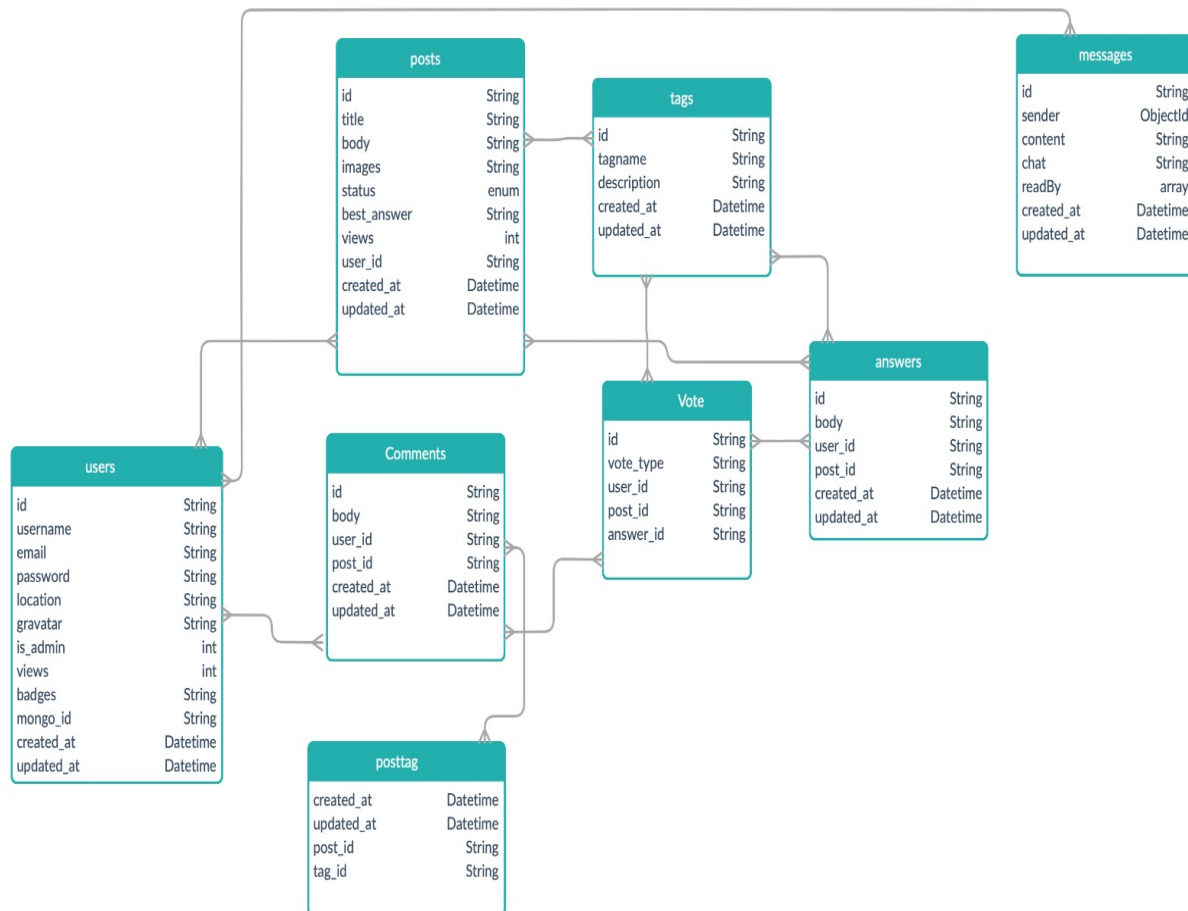 posts
id String
title String
body String
images String
status enum
best_answer String
views int
user_id String
created_at Datetime
updated_at Datetime
tags
id String
tagname String
description String
created_at Datetime
updated_at Datetime
messages
id String
sender ObjectId
content String
chat String
readBy array
created_at Datetime
updated_at Datetime
users
id String
username String
email String
password String
location String
gravatar String
is_admin int
views int
badges String
mongo_id String
created_at Datetime
updated_at Datetime
Comments
id String
body String
user_id String
post_id String
created_at Datetime
updated_at Datetime
Vote
id String
vote_type String
user_id String
post_id String
answer_id String
answers
id String
body String
user_id String
post_id String
created_at Datetime
updated_at Datetime
posttag
created_at Datetime
updated_at Datetime
post_id String
tag_id String